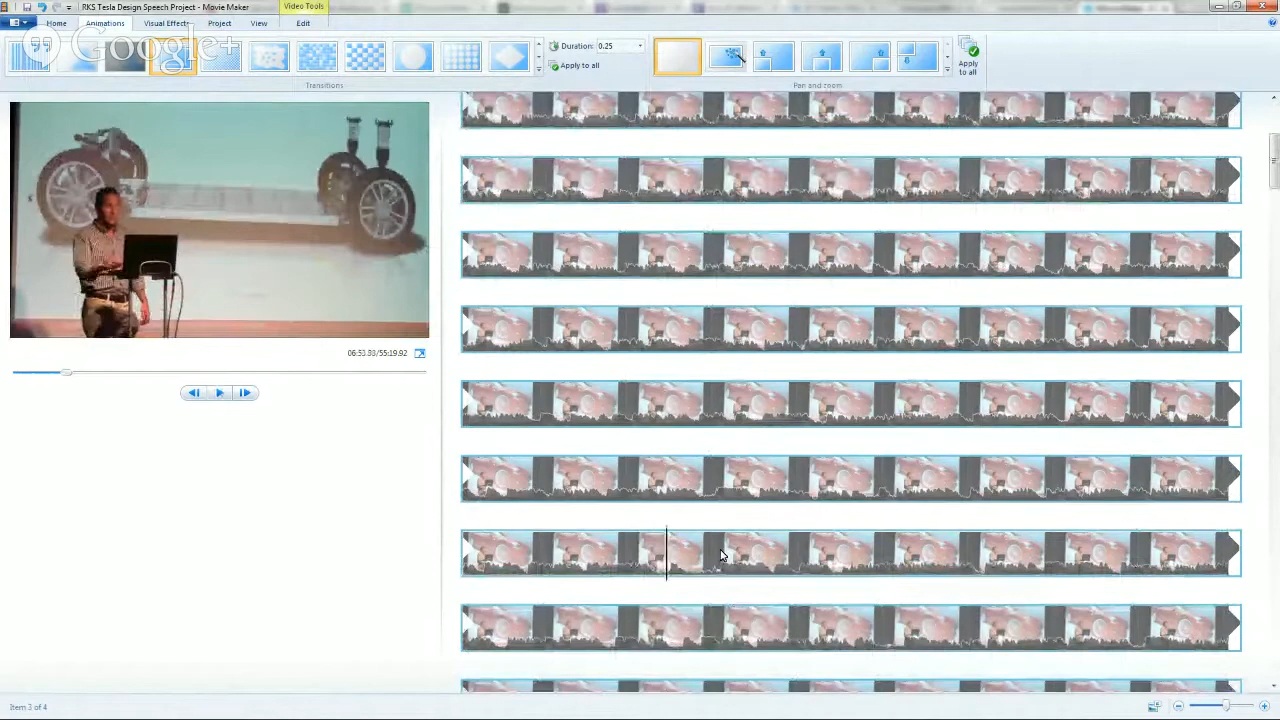 RKS Tesla Design Speech Project - Movie Maker
Video Tools
Home
Animations
Visual Effects
Project
View
Edit
Google+
Duration:
0.25
Apply to all
Apply
to all
Transitions
Pan and zoom
06:53.88/55:19.92
Item 3 of 4